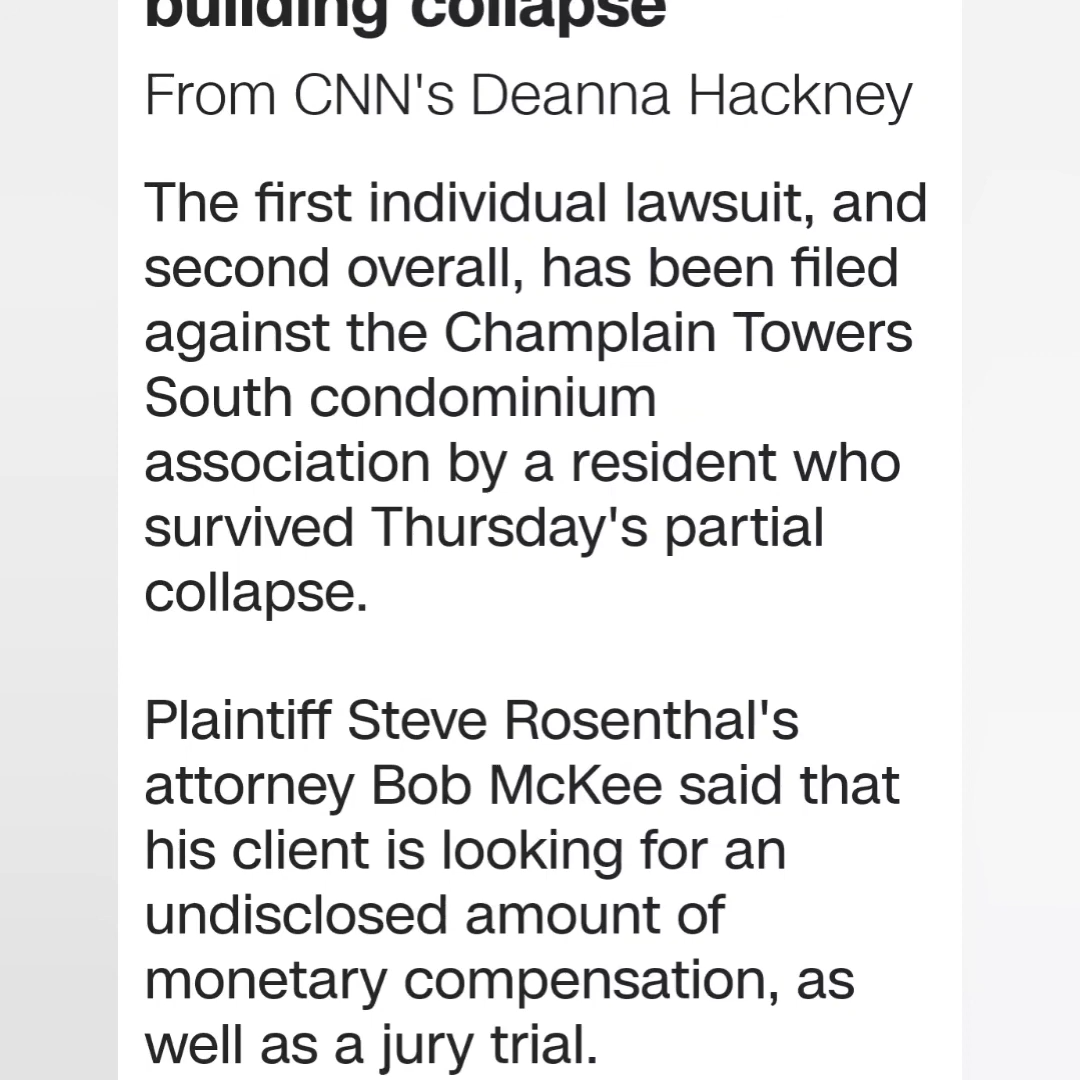 building collapse
From CNN's Deanna Hackney
The first individual lawsuit, and
second overall, has been filed
against the Champlain Towers
South condominium
association by a resident who
survived Thursday's partial
collapse.
Plaintiff Steve Rosenthal's
attorney Bob McKee said that
his client is looking for an
undisclosed amount of
monetary compensation, as
well as a jury trial.